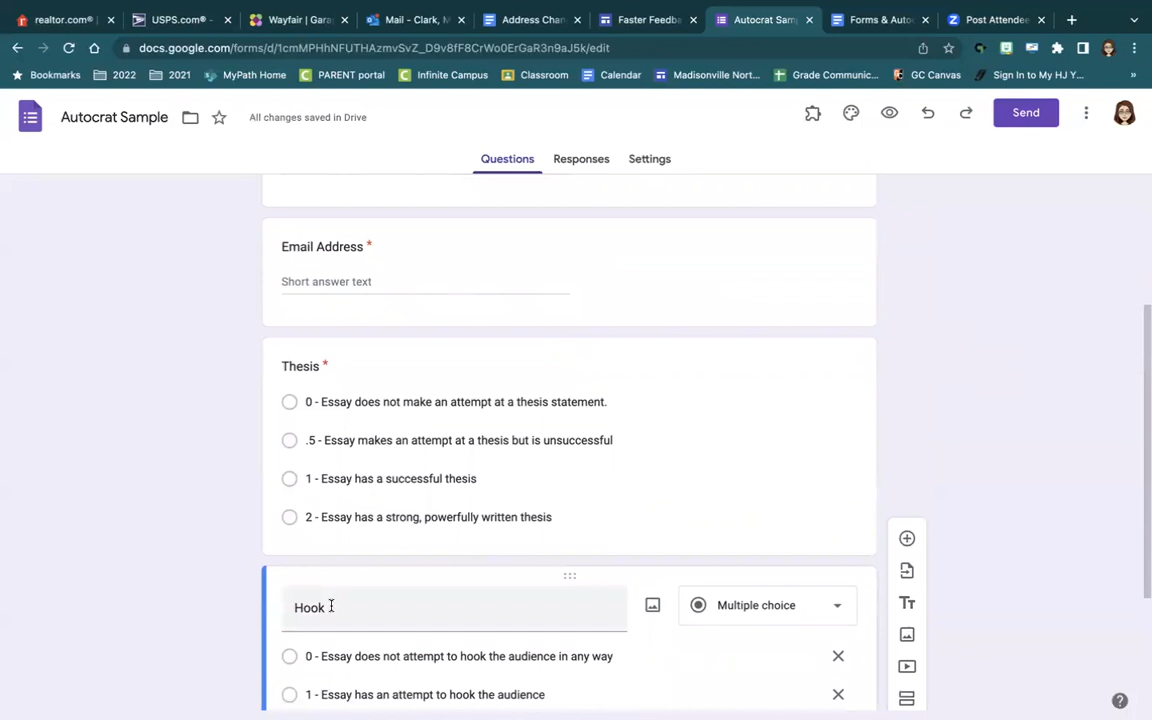 realtor.com®
USPS.com® -
Wayfair | Gara
Mail - Clark, M
Address Chan
Faster Feedba
Autocrat Sam
Forms & Auto
Post Attendee
docs.google.com/forms/d/1cmMPHhNFUTHAzmvSvZ_D9v8fF8CrWo0ErGaR3n9aJ5k/edit
Bookmarks
2022
2021
MyPath Home
PARENT portal
Infinite Campus
Classroom
Calendar
Madisonville Nort...
Grade Communic...
GC Canvas
Sign In to My HJ Y...
»
Autocrat Sample
All changes saved in Drive
Send
Questions
Responses
Settings
Email Address *
Short answer text
Thesis *
0 - Essay does not make an attempt at a thesis statement.
.5 - Essay makes an attempt at a thesis but is unsuccessful
1 - Essay has a successful thesis
2 - Essay has a strong, powerfully written thesis
Hook
Multiple choice
0 - Essay does not attempt to hook the audience in any way
1 - Essay has an attempt to hook the audience